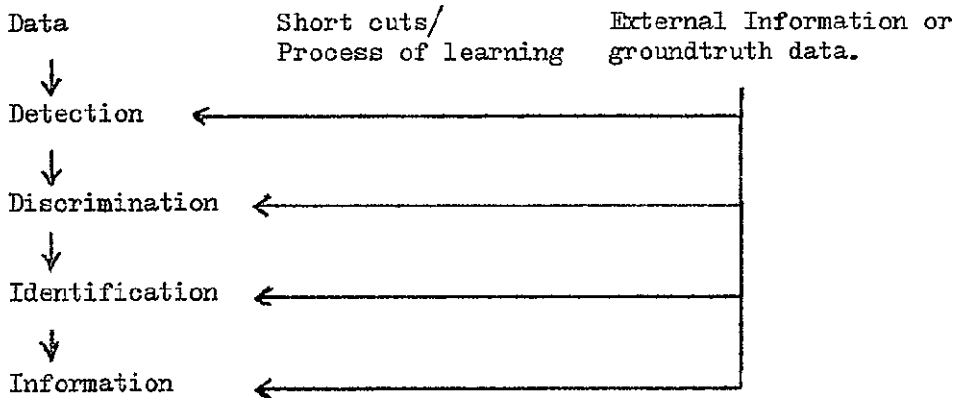 Data
Short cuts/
Process of learning
External Information or
groundtruth data.
Detection
Discrimination
Identification
Information